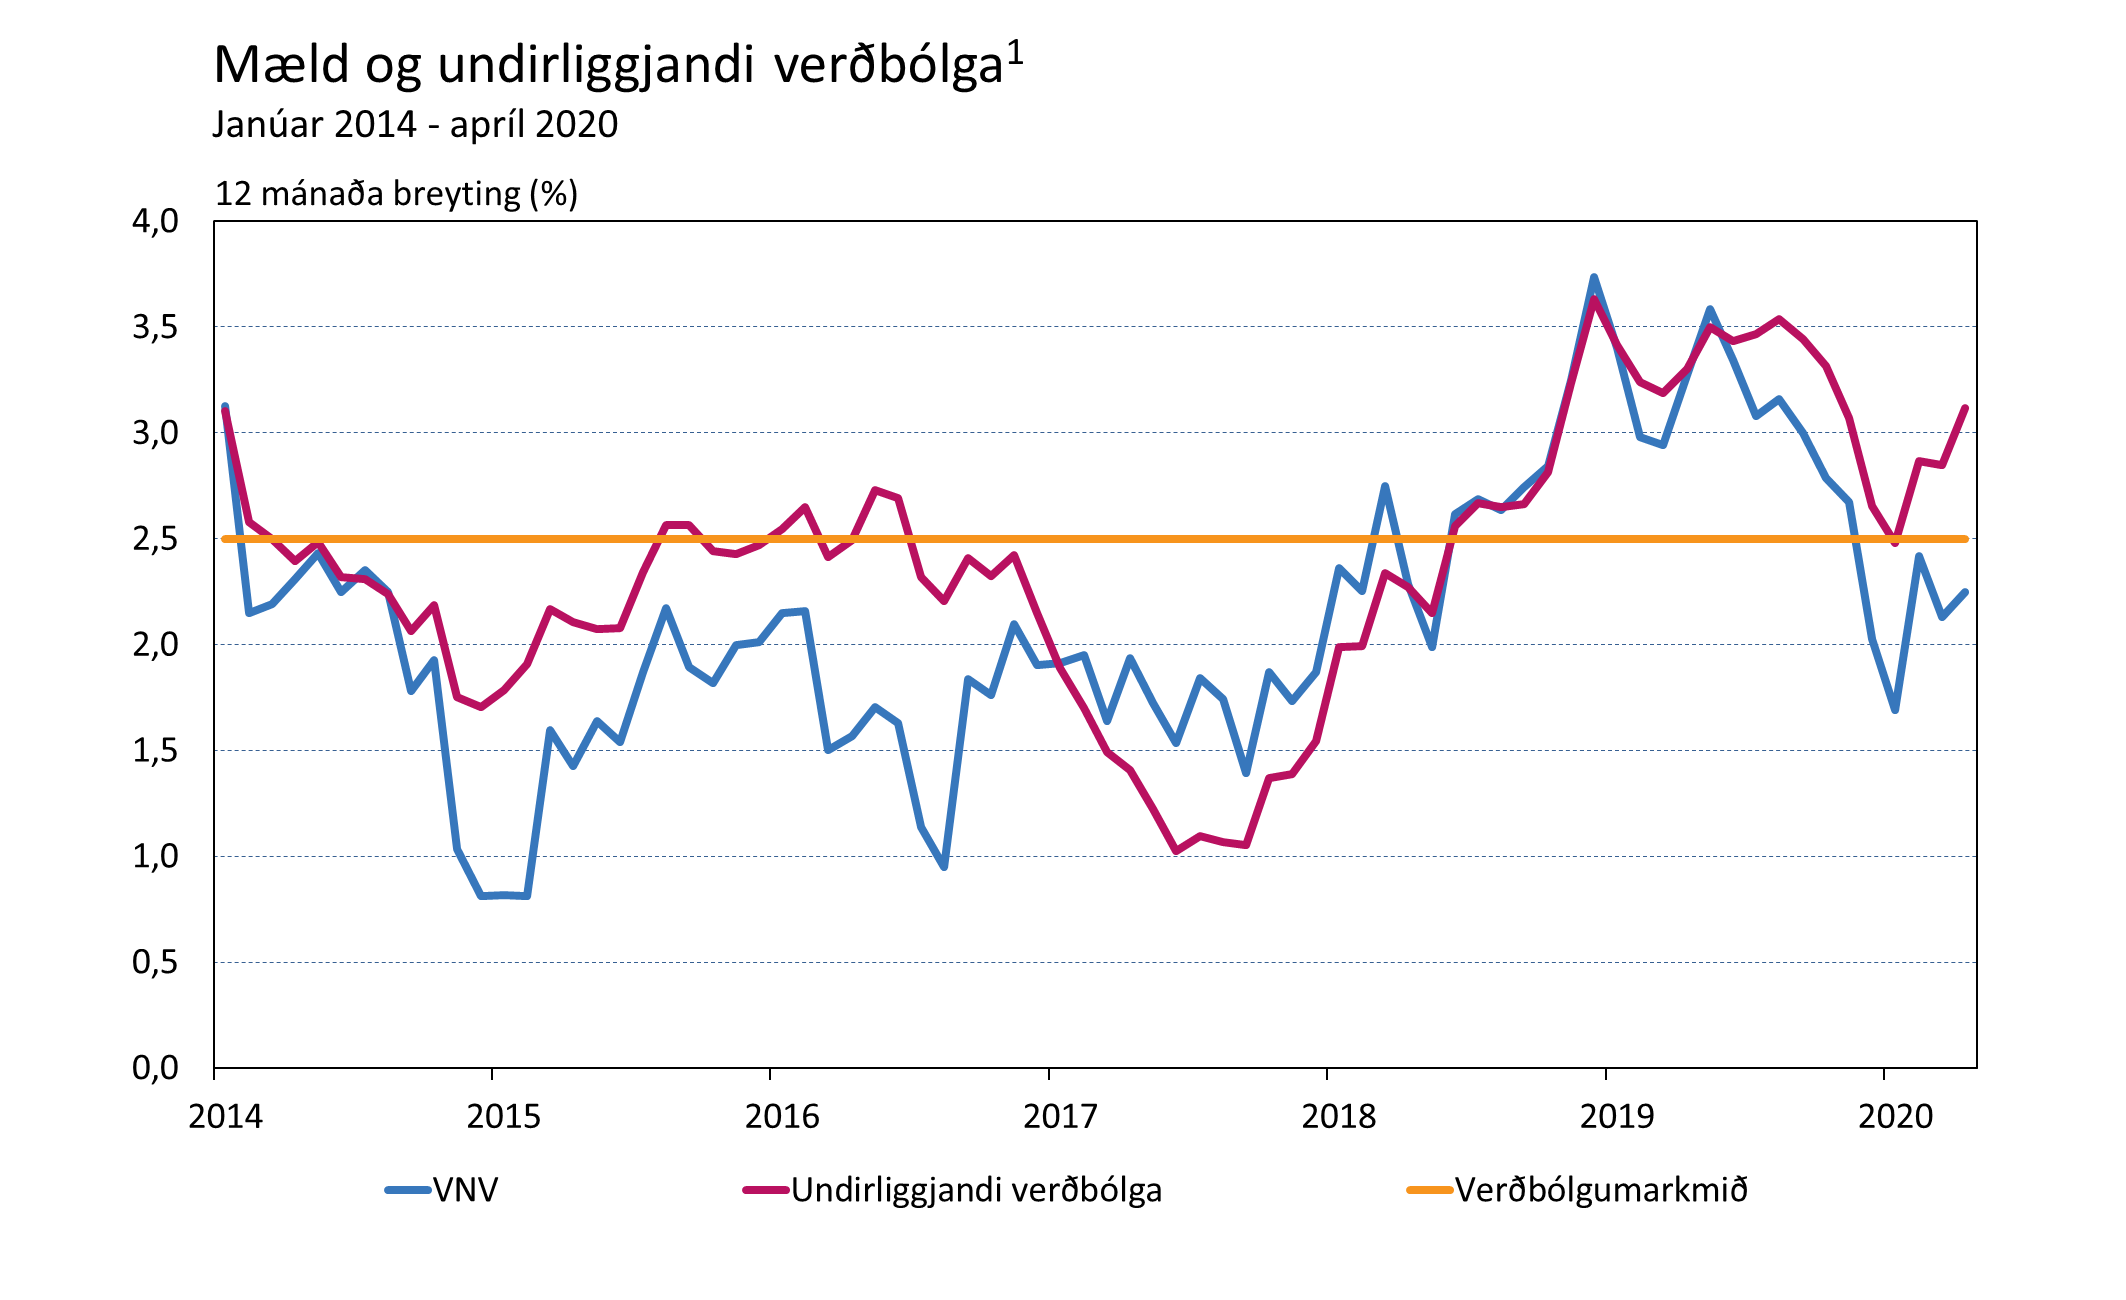 Mæld og undirliggjandi verðbólga¹
Janúar 2014 - apríl 2020
12 mánaða breyting (%)
4,0
3,5
3,0
2,5
2,0
1,5
1,0
0,5
0,0
2014 2015 2016 2017 2018 2019 2020
VNV Undirliggjandi verðbólga Verðbólgumarkmið